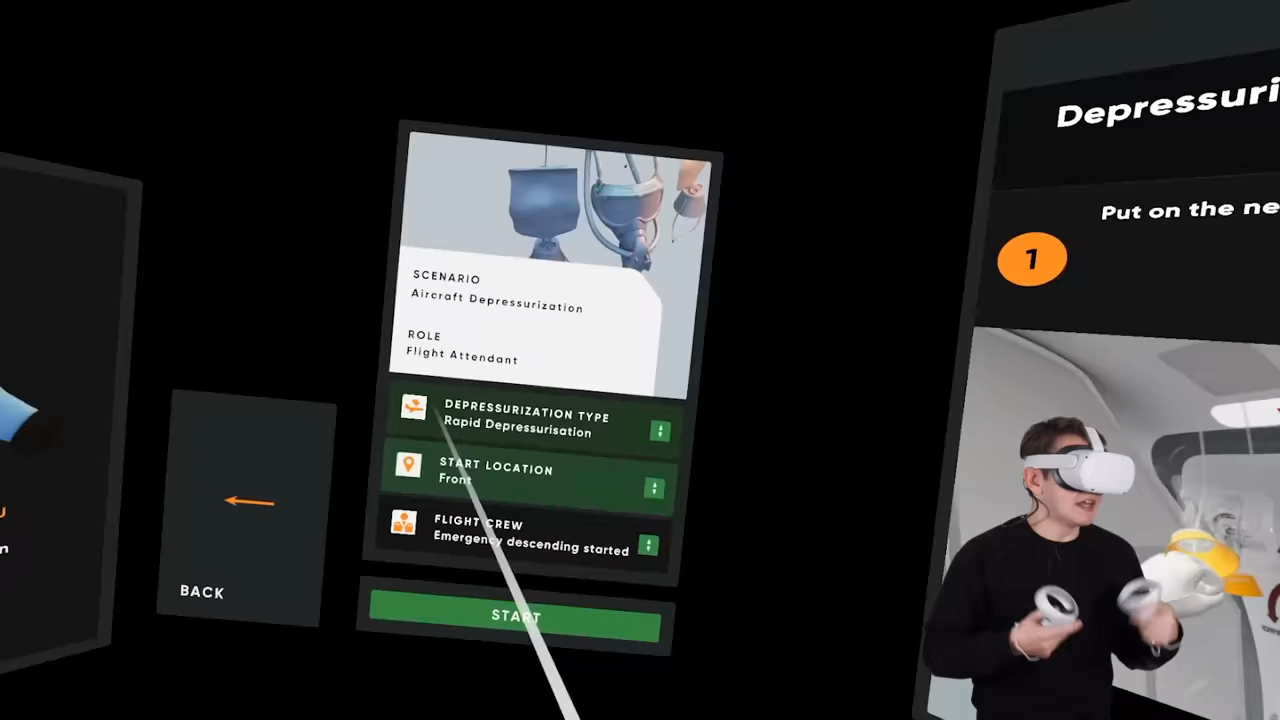 SCENARIO
Aircraft Depressurization
ROLE
Flight Attendant
DEPRESSURIZATION TYPE
Rapid Depressurisation
START LOCATION
Front
FLIGHT CREW
Emergency descending started
START
BACK
Depressuri
Put on the ne
1